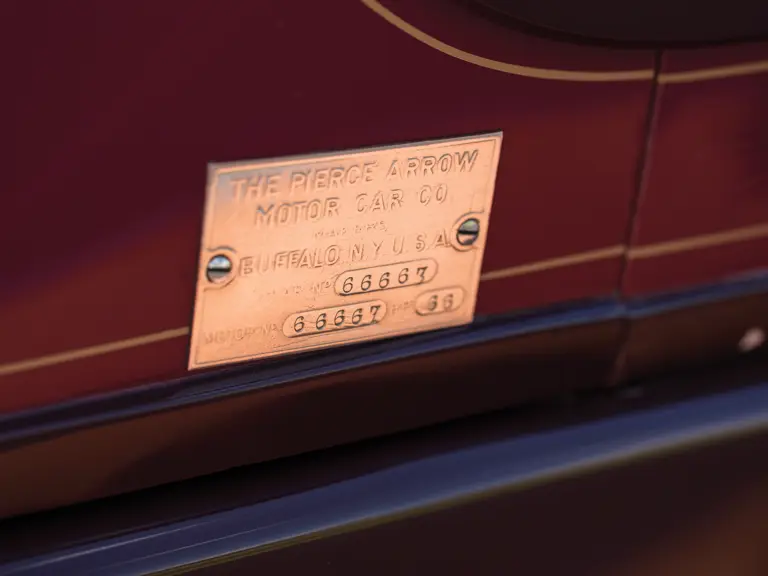 THE PIERCE ARROW
MOTOR CAR CO
BUFFALO N.Y. U.S.A.
66667
66667 66